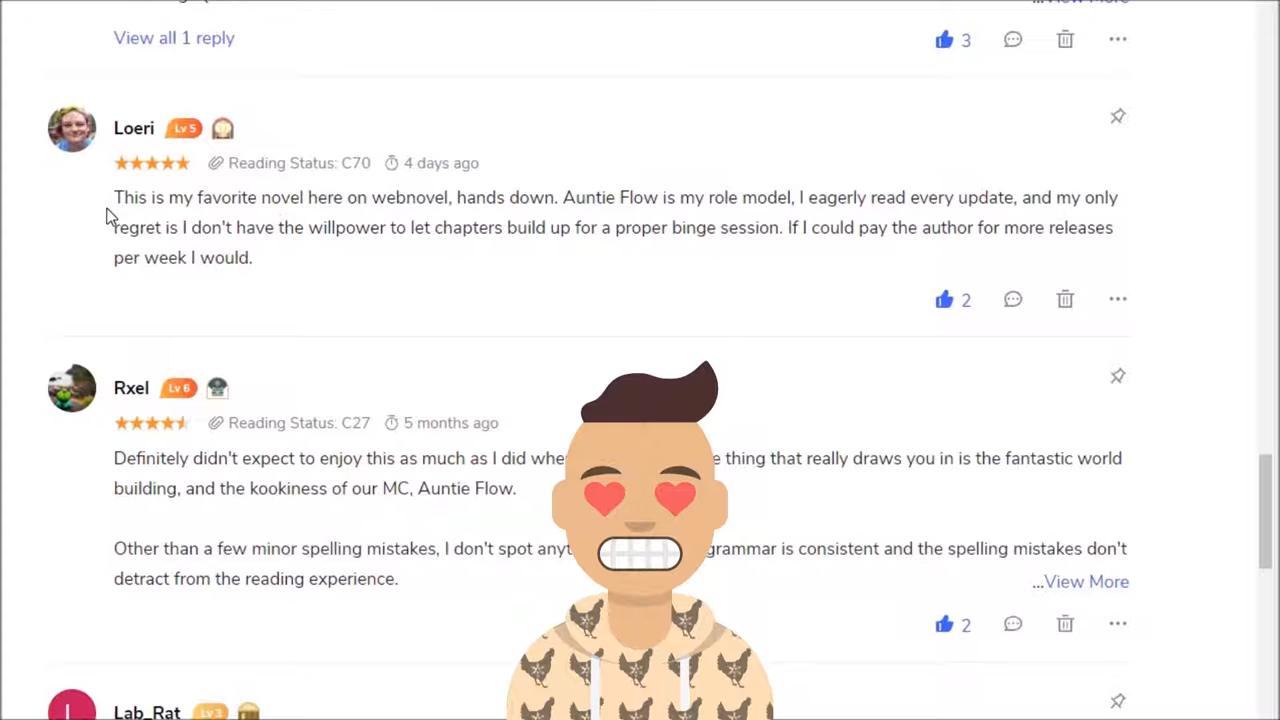 View all 1 reply
3
Loeri Lv 5
Reading Status: C70 4 days ago
This is my favorite novel here on webnovel, hands down. Auntie Flow is my role model, I eagerly read every update, and my only
regret is I don't have the willpower to let chapters build up for a proper binge session. If I could pay the author for more releases
per week I would.
2
Rxel Lv 6
Reading Status: C27 5 months ago
Definitely didn't expect to enjoy this as much as I did thing that really draws you in is the fantastic world
building, and the kookiness of our MC, Auntie Flow.
Other than a few minor spelling mistakes, I don't spot grammar is consistent and the spelling mistakes don't
detract from the reading experience.
...View More
2
L
Lab_Rat Lv 3